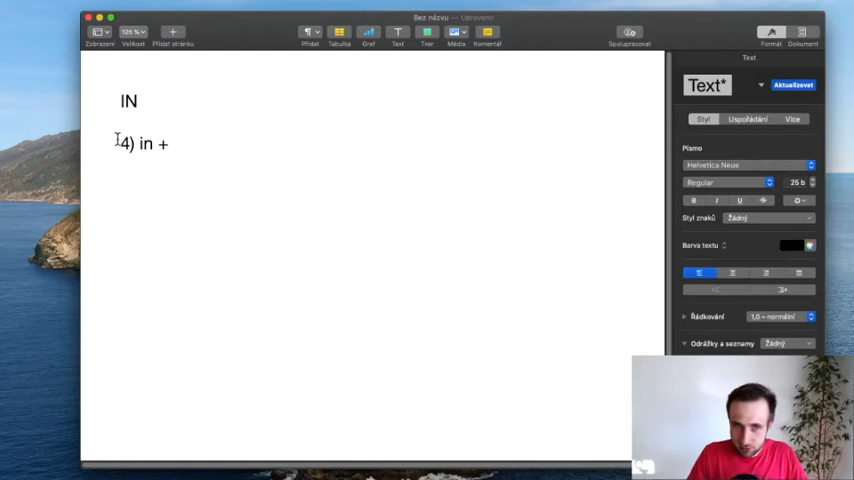 Bez názvu — Upraveno
125 %
Zobrazení Velikost Přidat stránku Přidat Tabulka Graf Text Tvar Média Komentář Spolupracovat Formát Dokument
Text
Text* Aktualizovat
Styl Uspořádání Více
Písmo
Helvetica Neue
Regular 25 b
B I U S
Styl znaků Žádný
Barva textu
Řádkování 1,0 – normální
Odrážky a seznamy Žádný
IN
4) in +